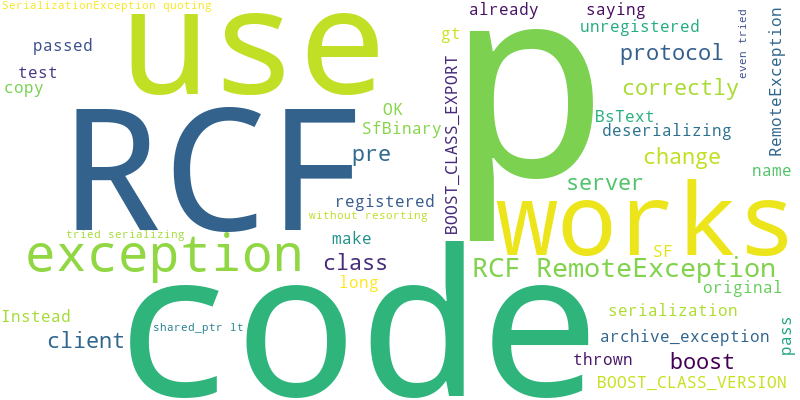 SerializationException quoting
already
saying
use
p
gt
unregistered
RemoteException
even tried
passed
protocol
test
copy
correctly
RCF
OK
BOOST_CLASS_EXPORT
BsText
SfBinary
deserializing
pre
change
name
server
registered
works
without resorting
tried serializing
make
exception
SF
class
RCF RemoteException
long
original
code
Instead
shared_ptr lt
serialization
client
archive_exception
pass
thrown
boost
BOOST_CLASS_VERSION